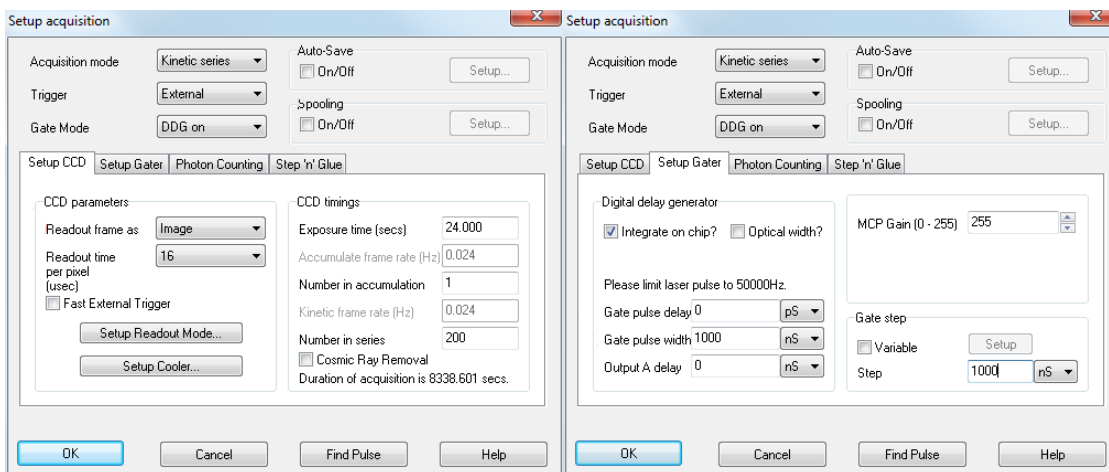 Setup acquisition
Acquisition mode Kinetic series
Trigger External
Gate Mode DDG on
Auto-Save
On/Off Setup...
Spooling
On/Off Setup...
Setup CCD Setup Gater Photon Counting Step 'n' Glue
CCD parameters
Readout frame as Image
Readout time 16
per pixel
(usec)
Fast External Trigger
Setup Readout Mode...
Setup Cooler...
CCD timings
Exposure time (secs) 24.000
Accumulate frame rate (Hz) 0.024
Number in accumulation 1
Kinetic frame rate (Hz) 0.024
Number in series 200
Cosmic Ray Removal
Duration of acquisition is 8338.601 secs.
OK Cancel Find Pulse Help
Setup acquisition
Acquisition mode Kinetic series
Trigger External
Gate Mode DDG on
Auto-Save
On/Off Setup...
Spooling
On/Off Setup...
Setup CCD Setup Gater Photon Counting Step 'n' Glue
Digital delay generator
Integrate on chip? Optical width?
Please limit laser pulse to 50000Hz.
Gate pulse delay 0 pS
Gate pulse width 1000 nS
Output A delay 0 nS
MCP Gain (0 - 255) 255
Gate step
Variable Setup
Step 1000 nS
OK Cancel Find Pulse Help